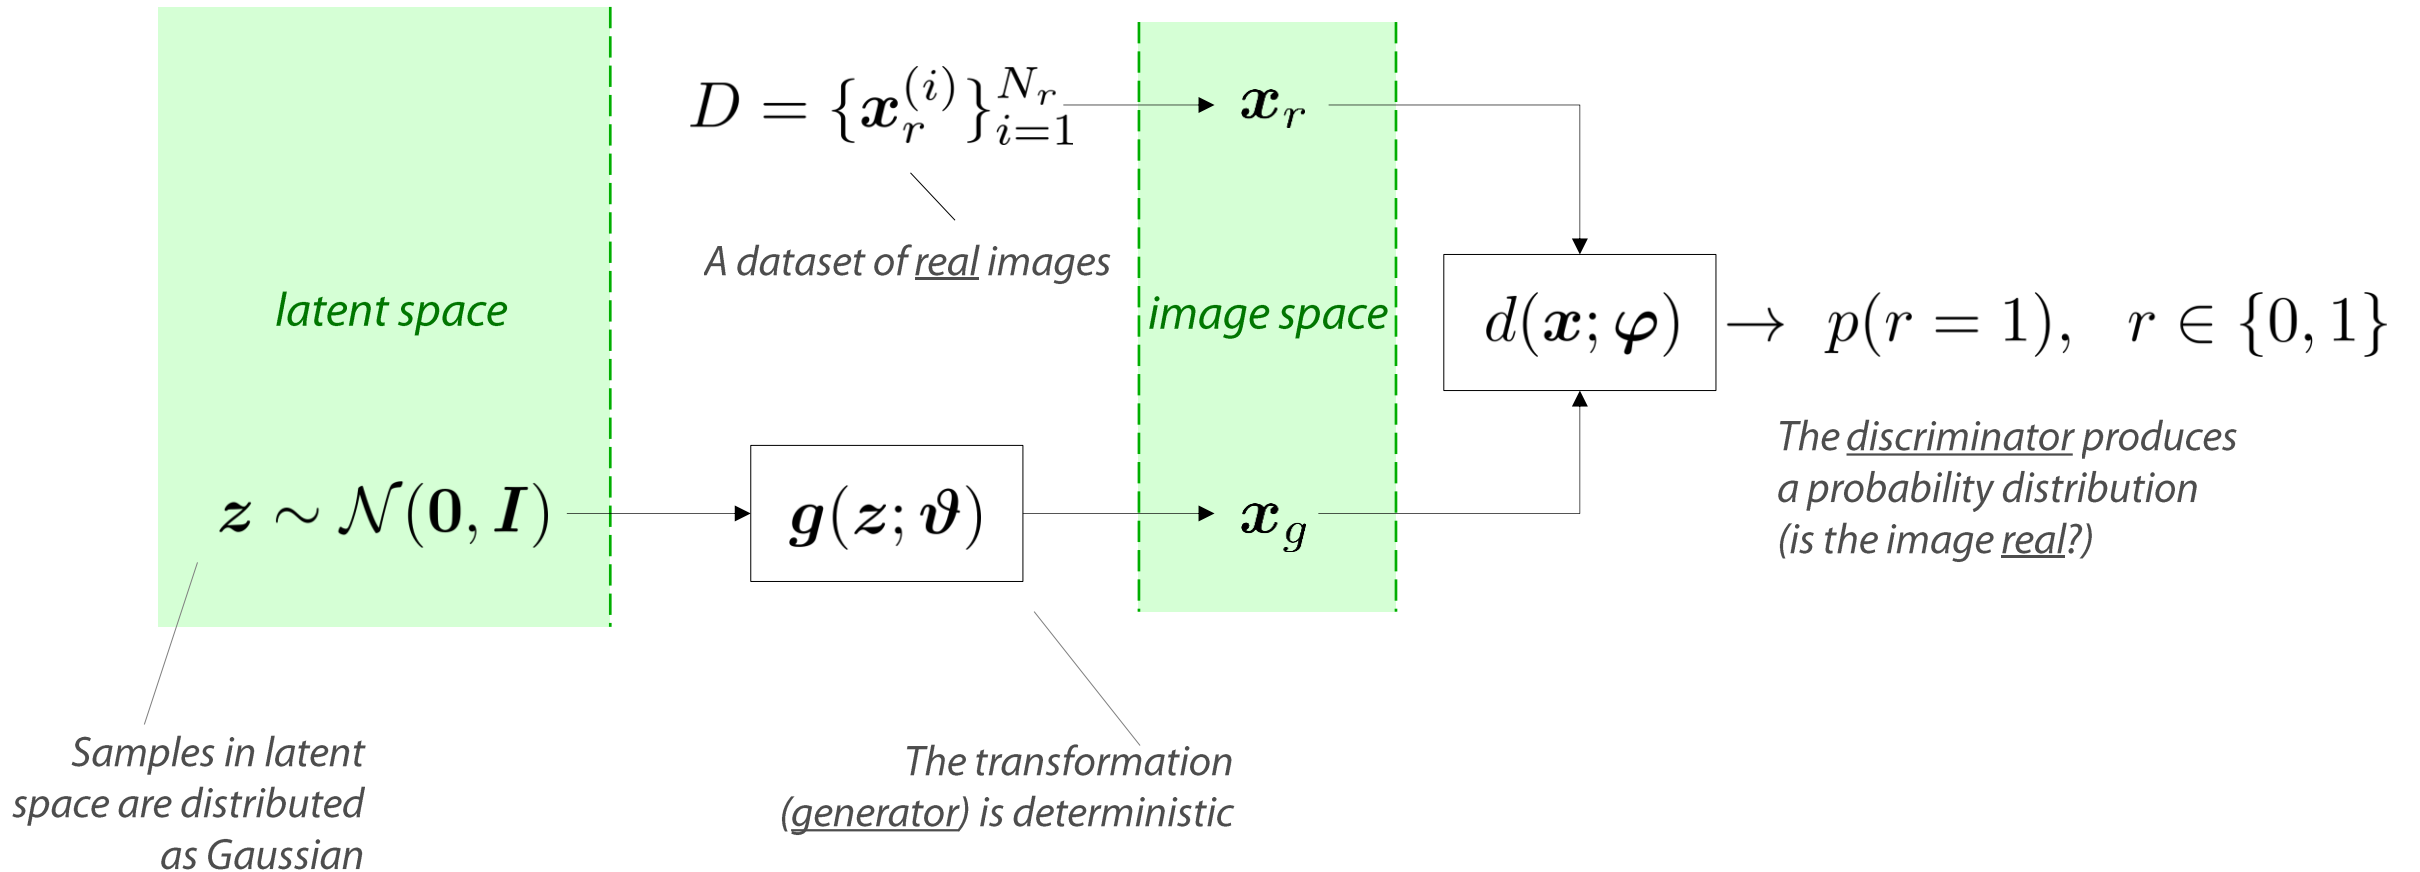 D = {x_r^{(i)}}_{i=1}^{N_r}
x_r
A dataset of real images
latent space
image space
d(x; φ) → p(r = 1), r ∈ {0, 1}
The discriminator produces
a probability distribution
(is the image real?)
z ∼ 𝒩(0, I)
g(z; ϑ)
x_g
Samples in latent
space are distributed
as Gaussian
The transformation
(generator) is deterministic